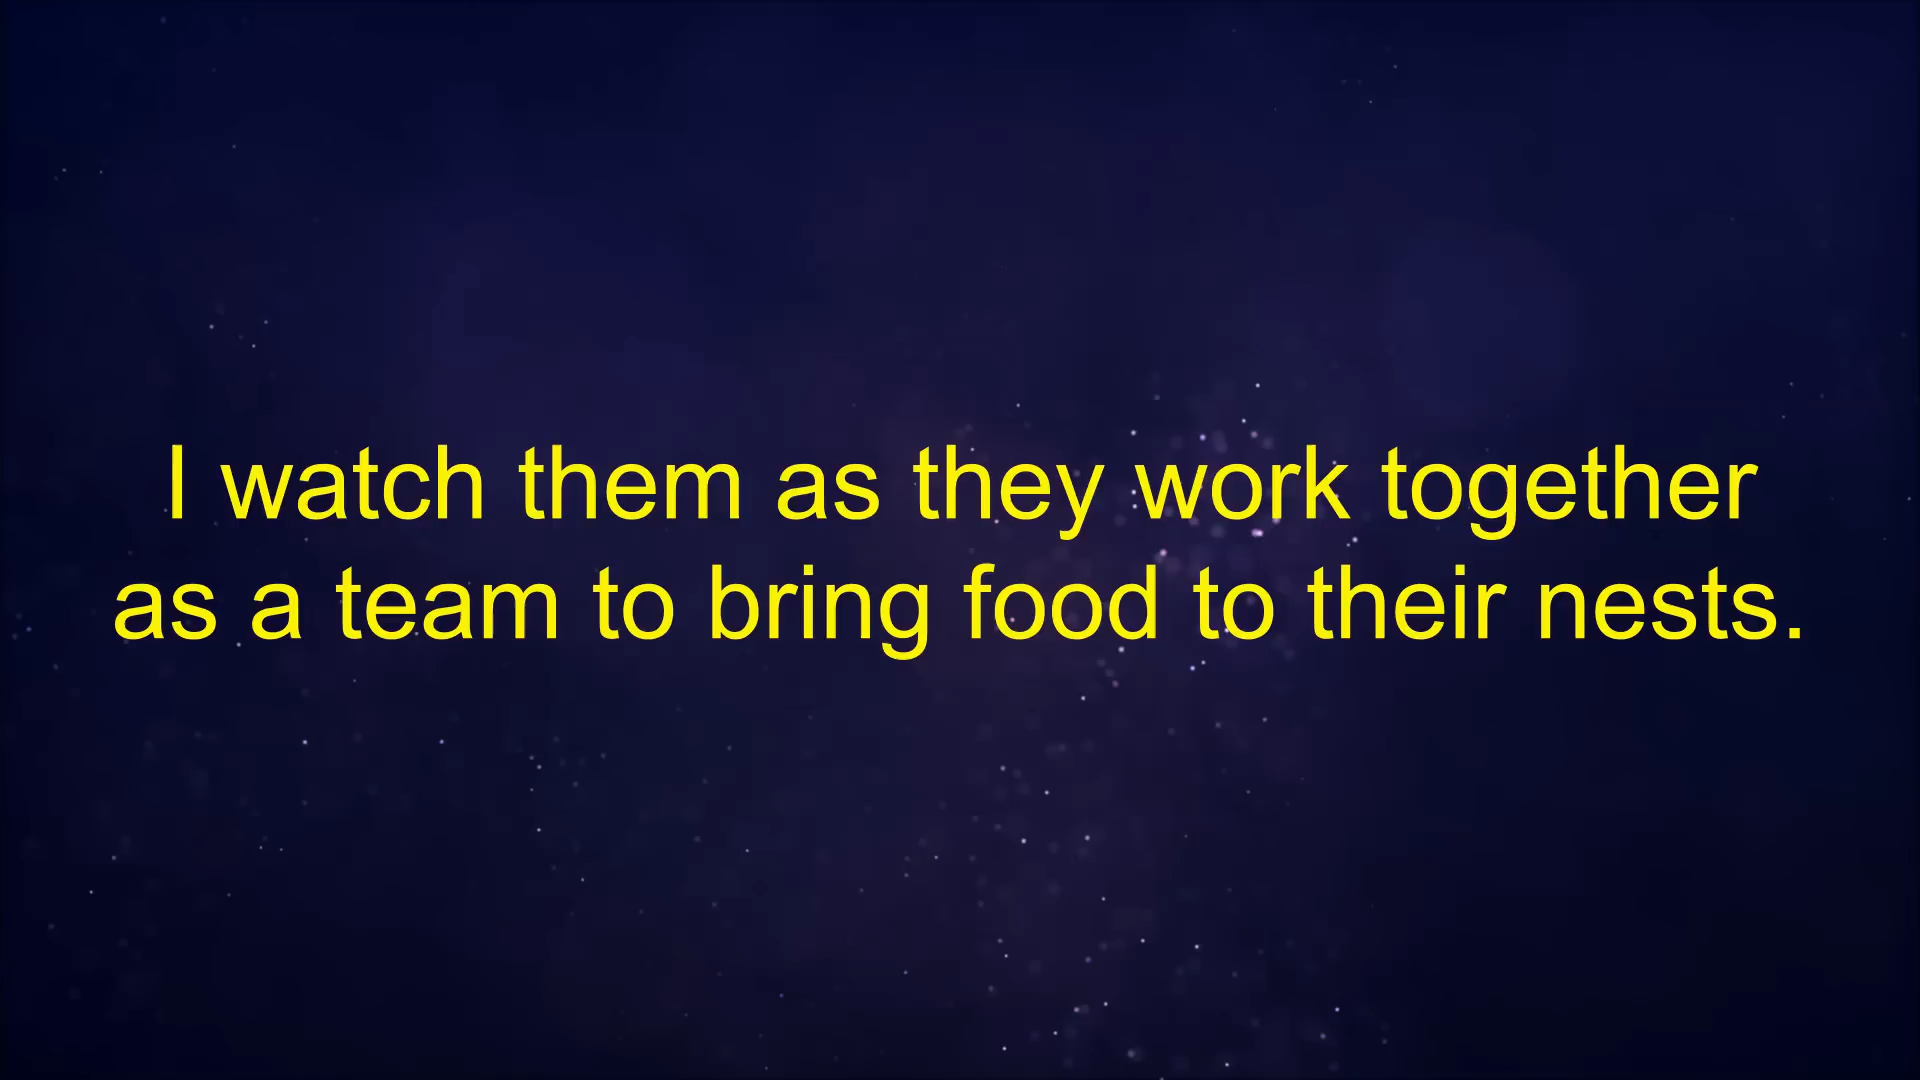 I watch them as they work together
as a team to bring food to their nests.